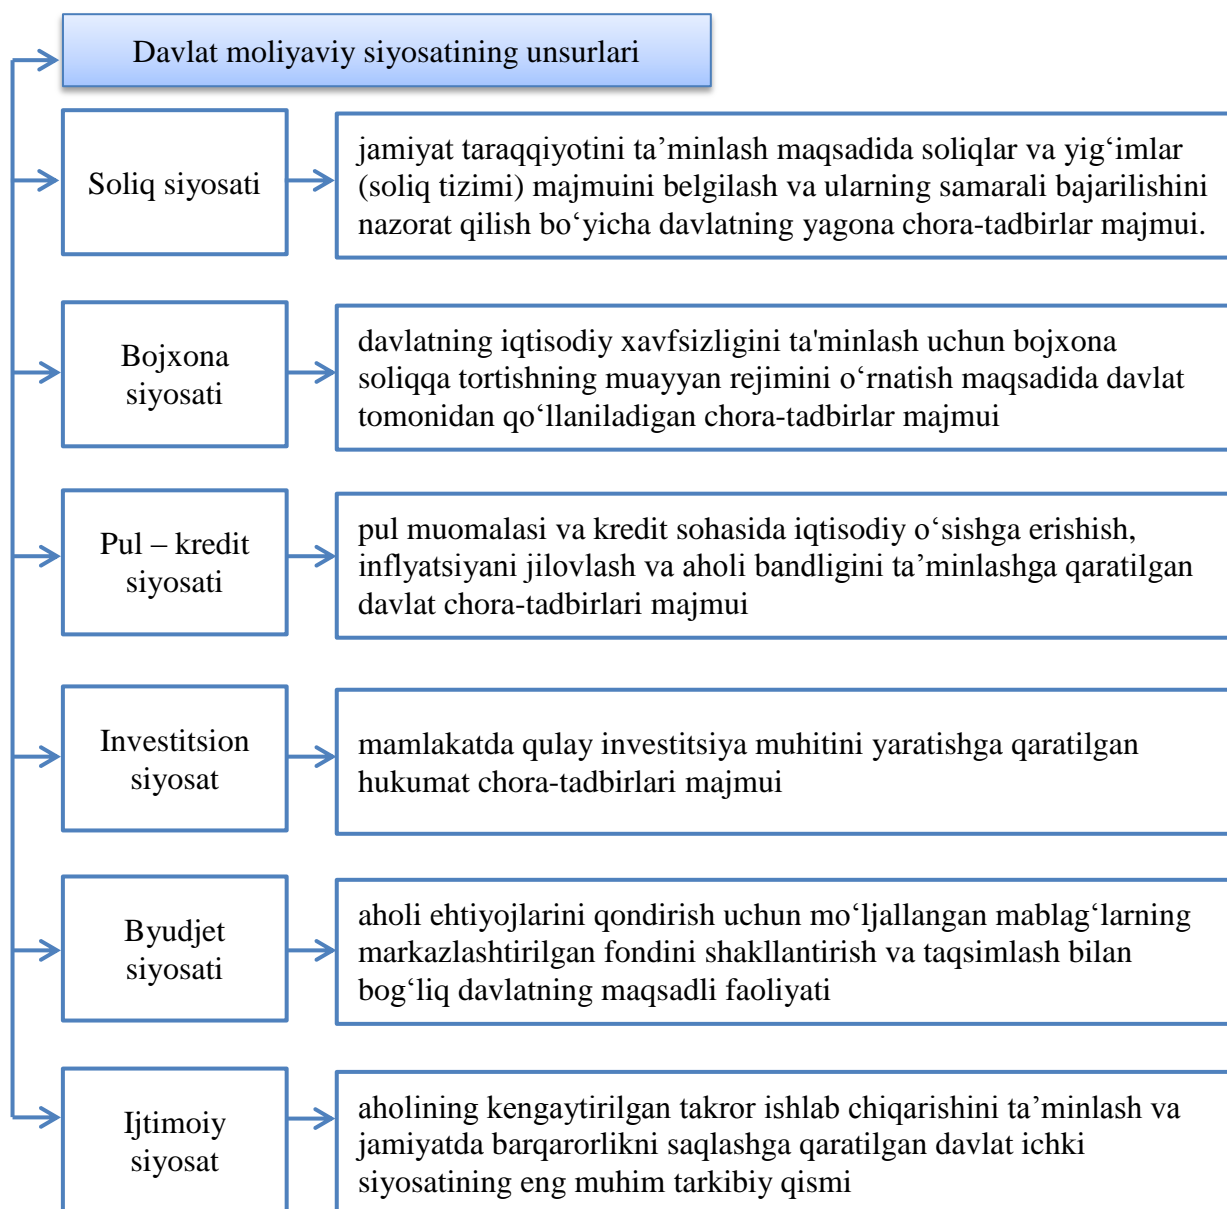 Davlat moliyaviy siyosatining unsurlari
Soliq siyosati
jamiyat taraqqiyotini ta’minlash maqsadida soliqlar va yig‘imlar
(soliq tizimi) majmuini belgilash va ularning samarali bajarilishini
nazorat qilish bo‘yicha davlatning yagona chora-tadbirlar majmui.
Bojxona
siyosati
davlatning iqtisodiy xavfsizligini ta'minlash uchun bojxona
soliqqa tortishning muayyan rejimini o‘rnatish maqsadida davlat
tomonidan qo‘llaniladigan chora-tadbirlar majmui
Pul – kredit
siyosati
pul muomalasi va kredit sohasida iqtisodiy o‘sishga erishish,
inflyatsiyani jilovlash va aholi bandligini ta’minlashga qaratilgan
davlat chora-tadbirlari majmui
Investitsion
siyosat
mamlakatda qulay investitsiya muhitini yaratishga qaratilgan
hukumat chora-tadbirlari majmui
Byudjet
siyosati
aholi ehtiyojlarini qondirish uchun mo‘ljallangan mablag‘larning
markazlashtirilgan fondini shakllantirish va taqsimlash bilan
bog‘liq davlatning maqsadli faoliyati
Ijtimoiy
siyosat
aholining kengaytirilgan takror ishlab chiqarishini ta’minlash va
jamiyatda barqarorlikni saqlashga qaratilgan davlat ichki
siyosatining eng muhim tarkibiy qismi